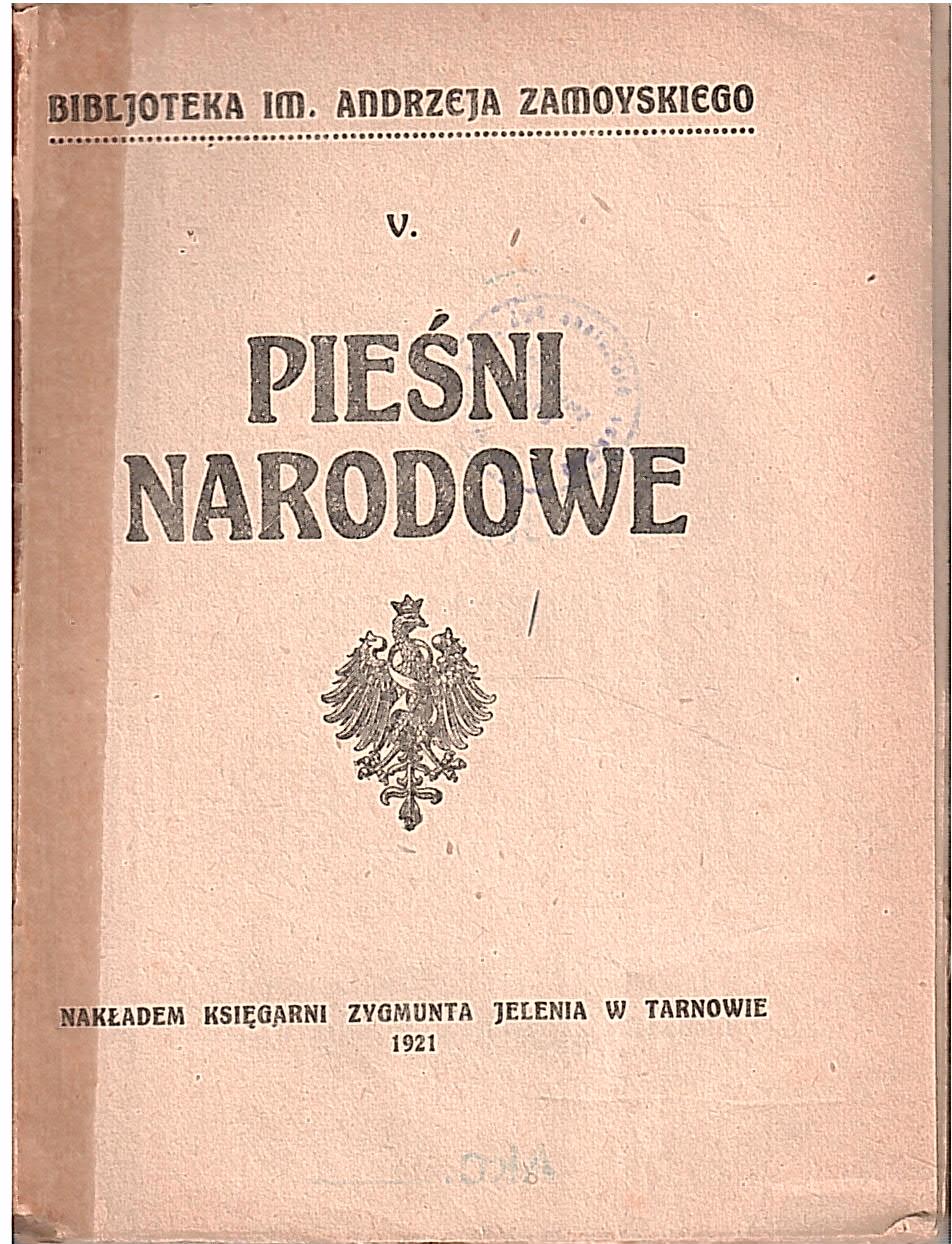 BIBLJOTEKA IM. ANDRZEJA ZAMOYSKIEGO
V.
PIEŚNI
NARODOWE
NAKŁADEM KSIĘGARNI ZYGMUNTA JELENIA W TARNOWIE
1921